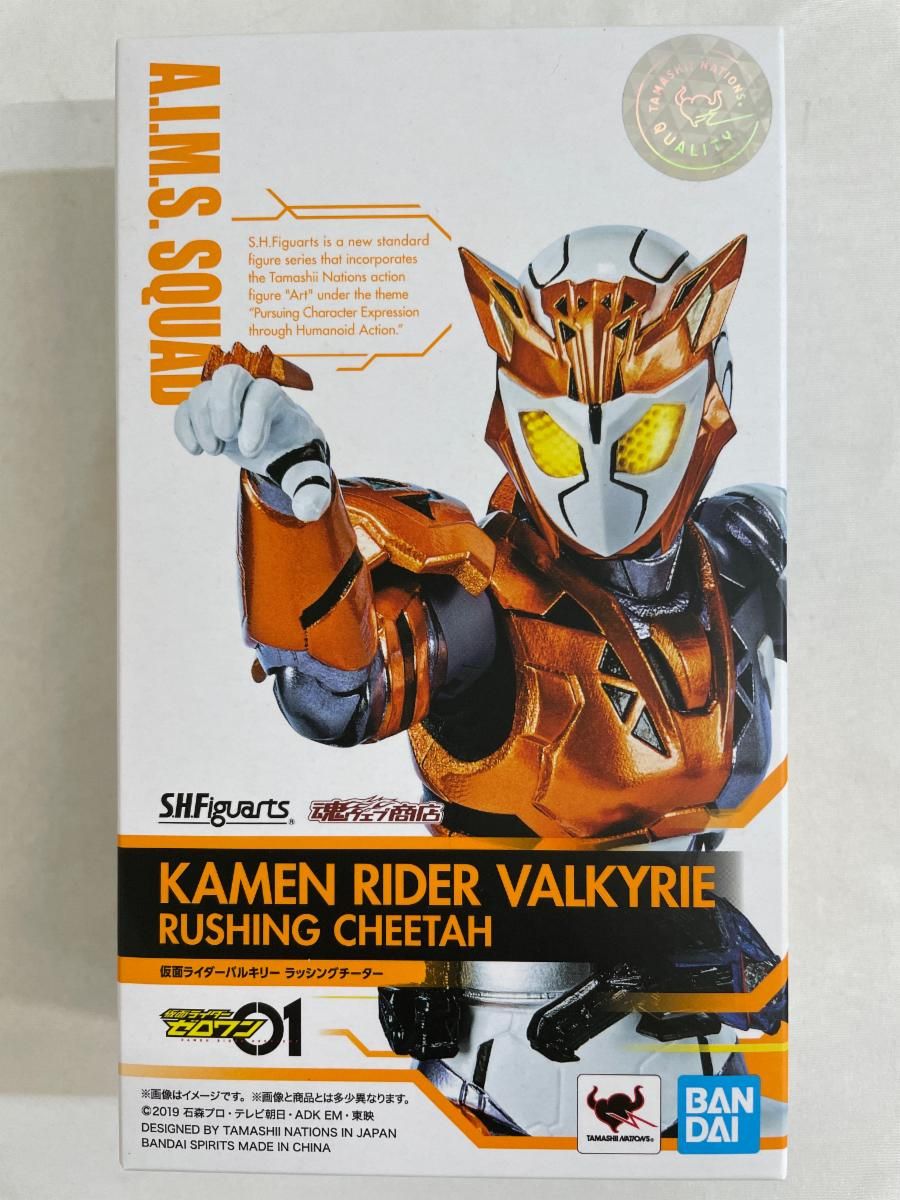 A.I.M.S. SQUAD
TAMASHII NATIONS
QUALITY
S.H.Figuarts is a new standard
figure series that incorporates
the Tamashii Nations action
figure "Art" under the theme
"Pursuing Character Expression
through Humanoid Action."
S.H.Figuarts®
魂ウェブ商店
KAMEN RIDER VALKYRIE
RUSHING CHEETAH
仮面ライダーバルキリー ラッシングチーター
仮面ライダー
ゼロワン 01
※画像はイメージです。※画像と商品とは多少異なります。
©2019 石森プロ・テレビ朝日・ADK EM・東映
DESIGNED BY TAMASHII NATIONS IN JAPAN
BANDAI SPIRITS MADE IN CHINA
TAMASHII NATIONS®
BAN
DAI